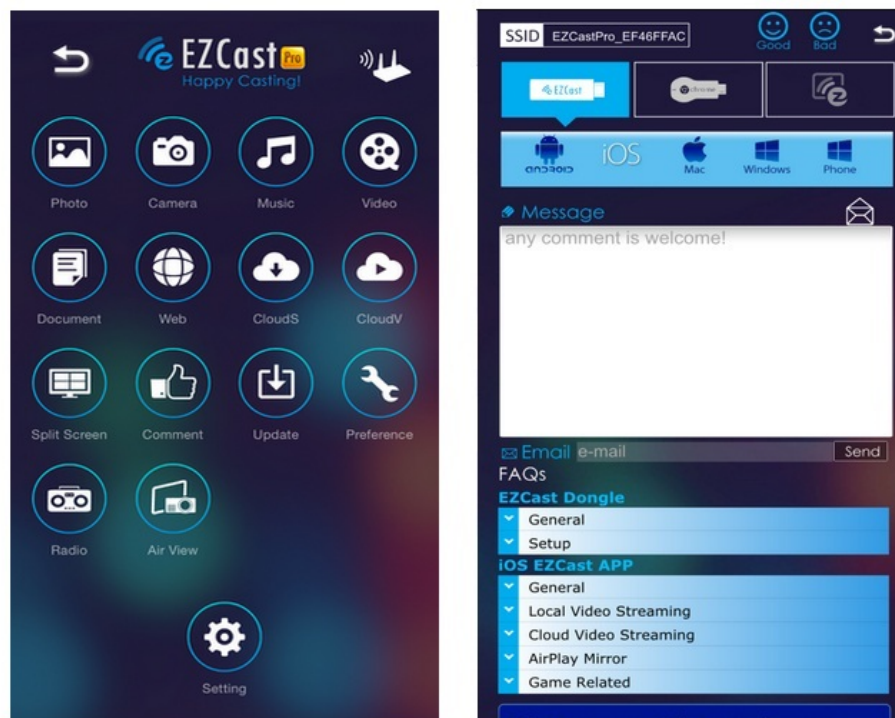 EZCast Pro
Happy Casting!
Photo Camera Music Video
Document Web CloudS CloudV
Split Screen Comment Update Preference
Radio Air View
Setting
SSID EZCastPro_EF46FFAC Good Bad
EZCast chrome
ANDROID iOS Mac Windows Phone
Message
any comment is welcome!
Email e-mail Send
FAQs
EZCast Dongle
General
Setup
iOS EZCast APP
General
Local Video Streaming
Cloud Video Streaming
AirPlay Mirror
Game Related